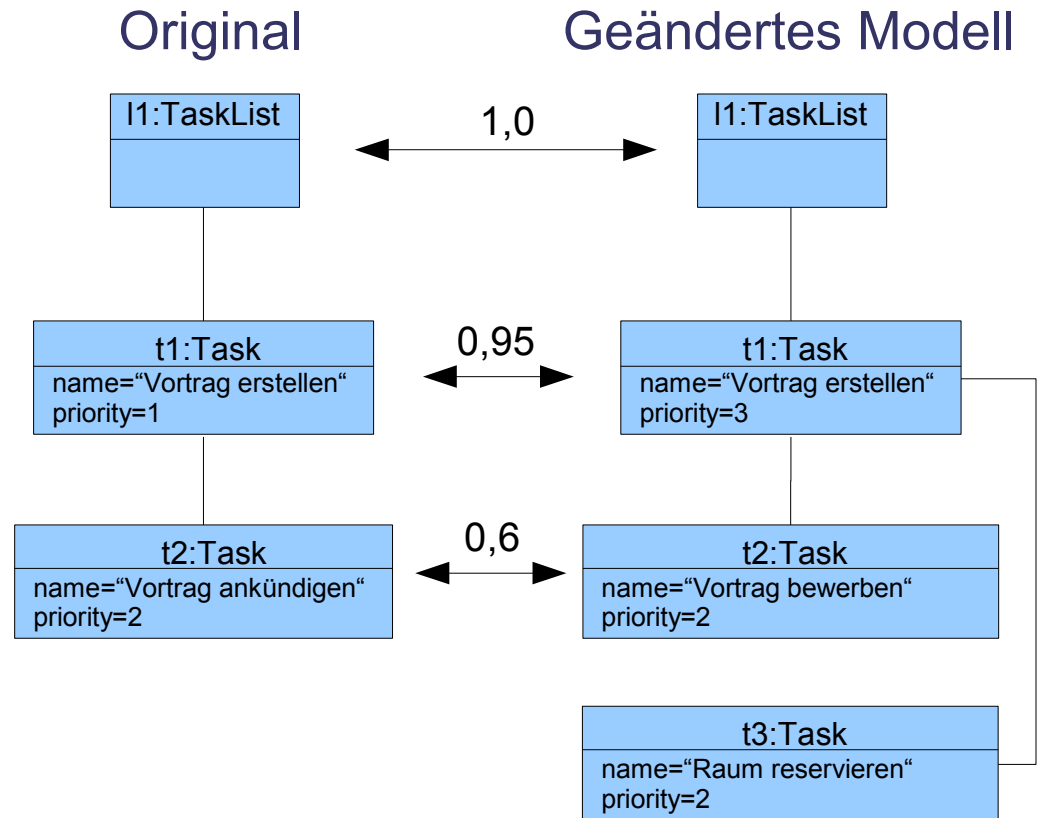 Original
Geändertes Modell
l1:TaskList
1,0
l1:TaskList
t1:Task
name="Vortrag erstellen“
priority=1
0,95
t1:Task
name="Vortrag erstellen“
priority=3
t2:Task
name=“Vortrag ankündigen“
priority=2
0,6
t2:Task
name=“Vortrag bewerben“
priority=2
t3:Task
name=“Raum reservieren“
priority=2